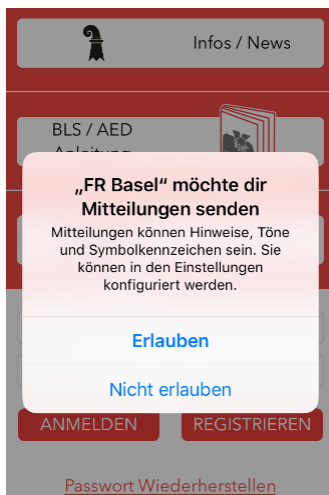 Infos / News
BLS / AED
Anleitung
„FR Basel“ möchte dir
Mitteilungen senden
Mitteilungen können Hinweise, Töne
und Symbolkennzeichen sein. Sie
können in den Einstellungen
konfiguriert werden.
Erlauben
Nicht erlauben
ANMELDEN
REGISTRIEREN
Passwort Wiederherstellen